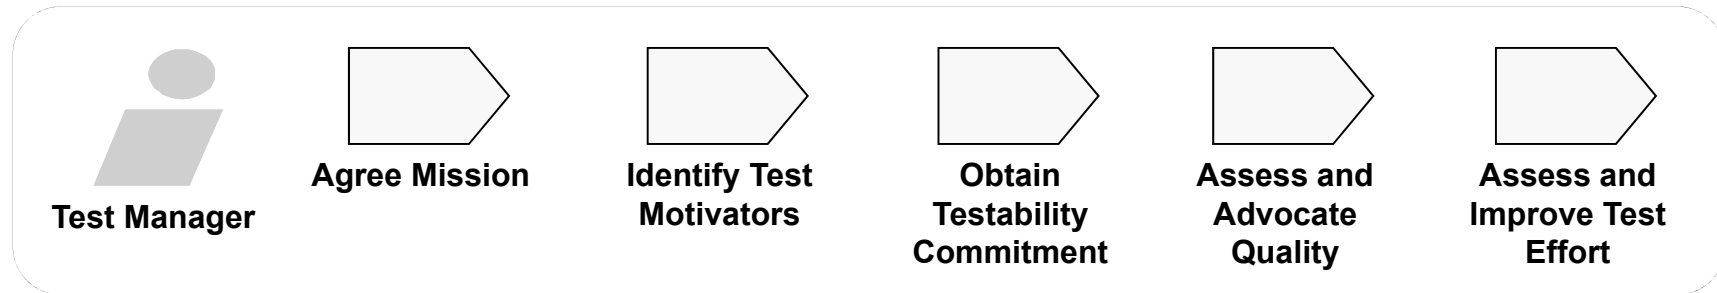 Test Manager
Agree Mission
Identify Test
Motivators
Obtain
Testability
Commitment
Assess and
Advocate
Quality
Assess and
Improve Test
Effort